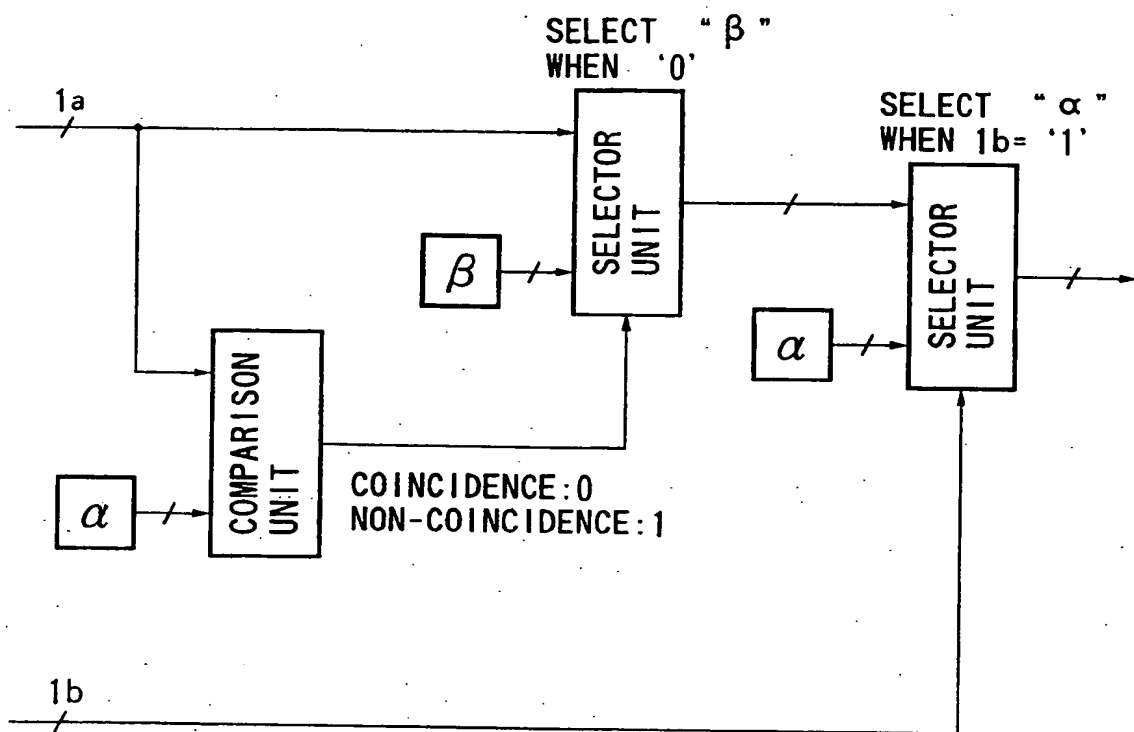 SELECT "β"
WHEN '0'
1a
SELECT "α"
WHEN 1b= '1'
SELECTOR
UNIT
β
SELECTOR
UNIT
α
COMPARISON
UNIT
COINCIDENCE:0
NON-COINCIDENCE:1
α
1b